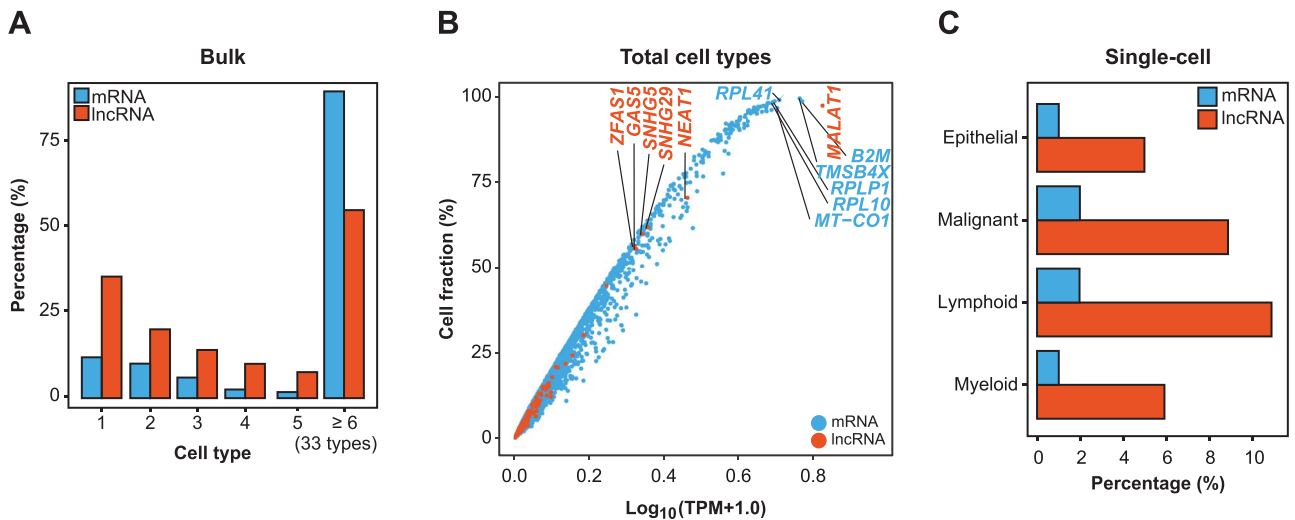 A
Bulk
mRNA
lncRNA
Percentage (%)
75
50
25
0
1
2
3
4
5
≥ 6
(33 types)
Cell type
B
Total cell types
Cell fraction (%)
100
75
50
25
0
ZFAS1
GAS5
SNHG5
SNHG29
NEAT1
RPL41
MALAT1
B2M
TMSB4X
RPLP1
RPL10
MT−CO1
mRNA
lncRNA
0.0
0.2
0.4
0.6
0.8
Log10(TPM+1.0)
C
Single-cell
mRNA
lncRNA
Epithelial
Malignant
Lymphoid
Myeloid
0
2
4
6
8
10
Percentage (%)